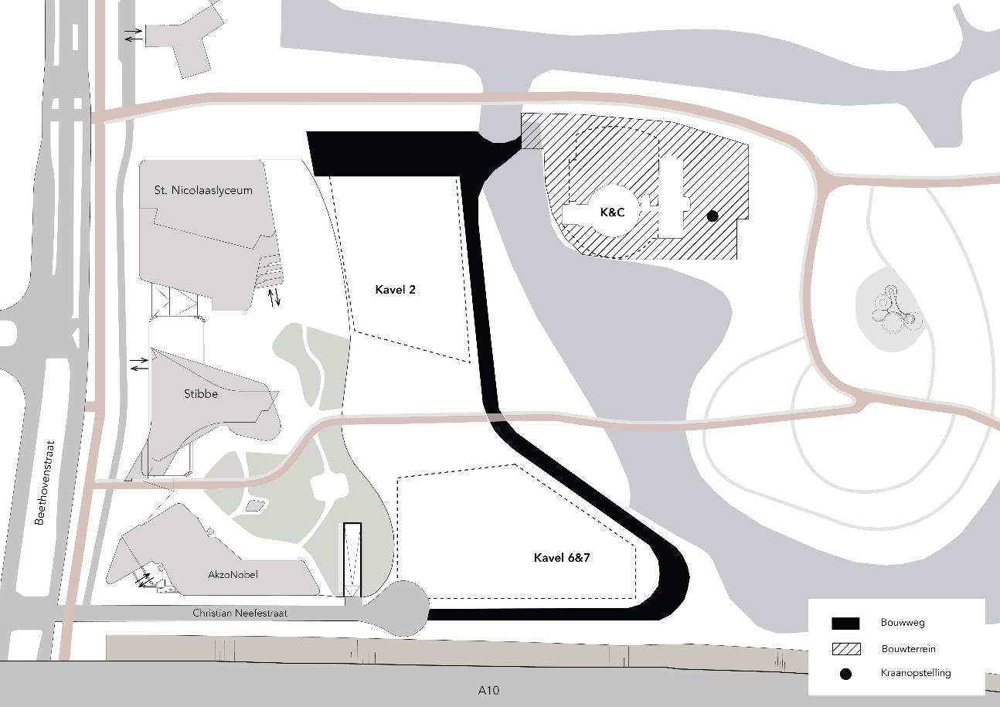 St. Nicolaaslyceum
K&C
Kavel 2
Stibbe
Beethovenstraat
Kavel 6&7
AkzoNobel
Christian Neefestraat
Bouwweg
Bouwterrein
Kraanopstelling
A10